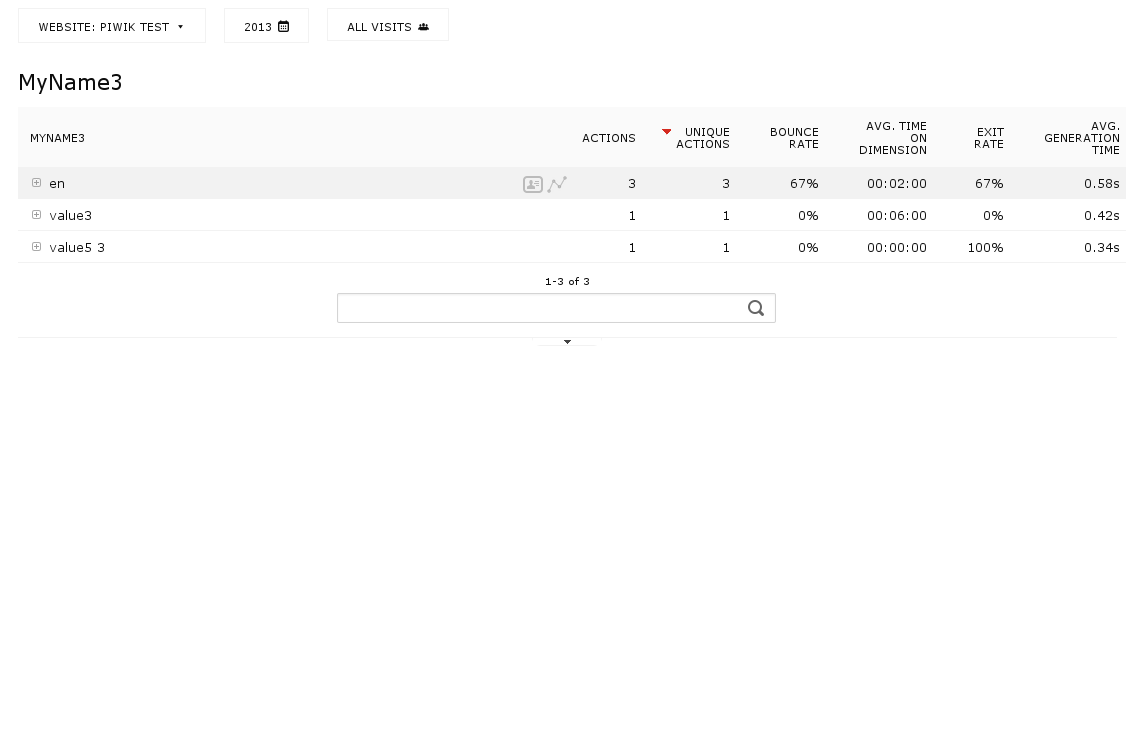 WEBSITE: PIWIK TEST
2013
ALL VISITS
MyName3
MYNAME3 ACTIONS UNIQUE ACTIONS BOUNCE RATE AVG. TIME ON DIMENSION EXIT RATE AVG. GENERATION TIME
en 3 3 67% 00:02:00 67% 0.58s
value3 1 1 0% 00:06:00 0% 0.42s
value5 3 1 1 0% 00:00:00 100% 0.34s
1-3 of 3